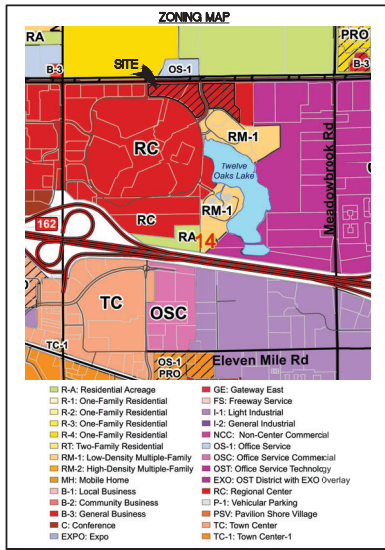 ZONING MAP
RA
PRO
SITE
B-3
OS-1
B-3
RM-1
RC
Twelve
Oaks Lake
Meadowbrook Rd
RM-1
RC
162
RA
14
TC
OSC
TC-1
OS-1
PRO
Eleven Mile Rd
R-A: Residential Acreage
R-1: One-Family Residential
R-2: One-Family Residential
R-3: One-Family Residential
R-4: One-Family Residential
RT: Two-Family Residential
RM-1: Low-Density Multiple-Family
RM-2: High-Density Multiple-Family
MH: Mobile Home
B-1: Local Business
B-2: Community Business
B-3: General Business
C: Conference
EXPO: Expo
GE: Gateway East
FS: Freeway Service
I-1: Light Industrial
I-2: General Industrial
NCC: Non-Center Commercial
OS-1: Office Service
OSC: Office Service Commercial
OST: Office Service Technology
EXO: OST District with EXO Overlay
RC: Regional Center
P-1: Vehicular Parking
PSV: Pavilion Shore Village
TC: Town Center
TC-1: Town Center-1